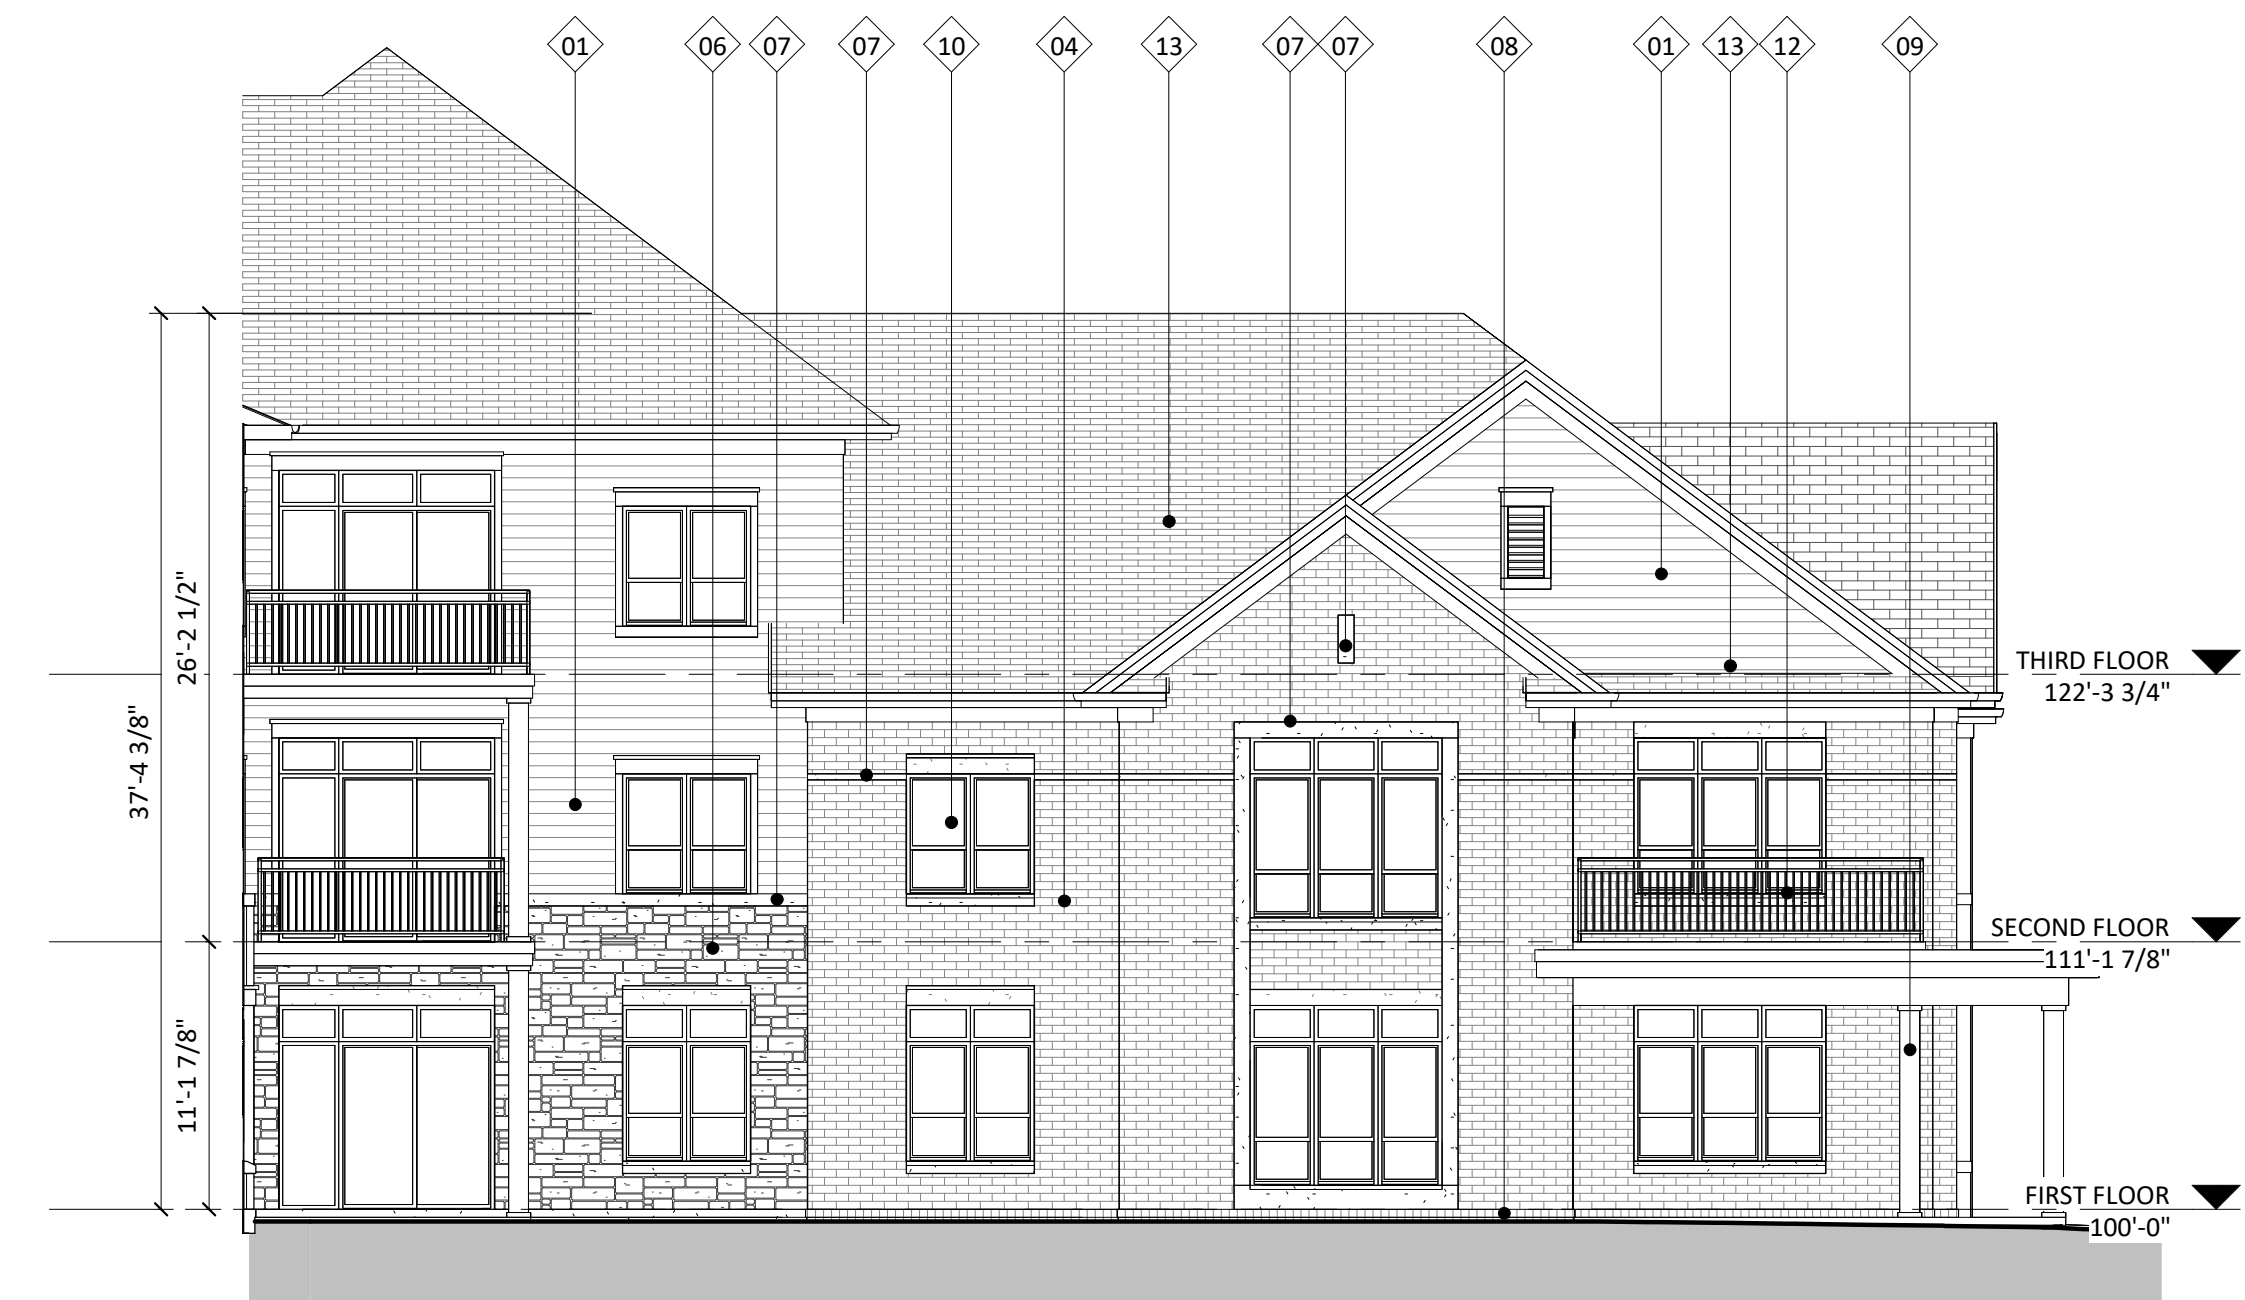 01 06 07 07 10 04 13 07 07 08 01 13 12 09
26'-2 1/2"
37'-4 3/8"
11'-1 7/8"
THIRD FLOOR
122'-3 3/4"
SECOND FLOOR
111'-1 7/8"
FIRST FLOOR
100'-0"